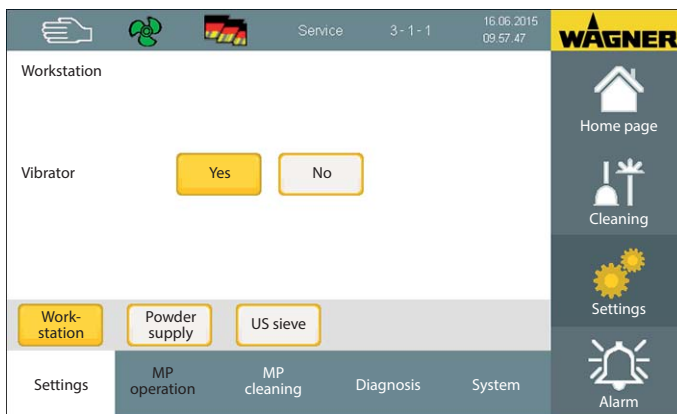 Service 3 - 1 - 1 16.06.2015
09.57.47
WAGNER
Workstation
Home page
Vibrator Yes No
Cleaning
Settings
Work-
station
Powder
supply
US sieve
Settings
MP
operation
MP
cleaning
Diagnosis
System
Alarm